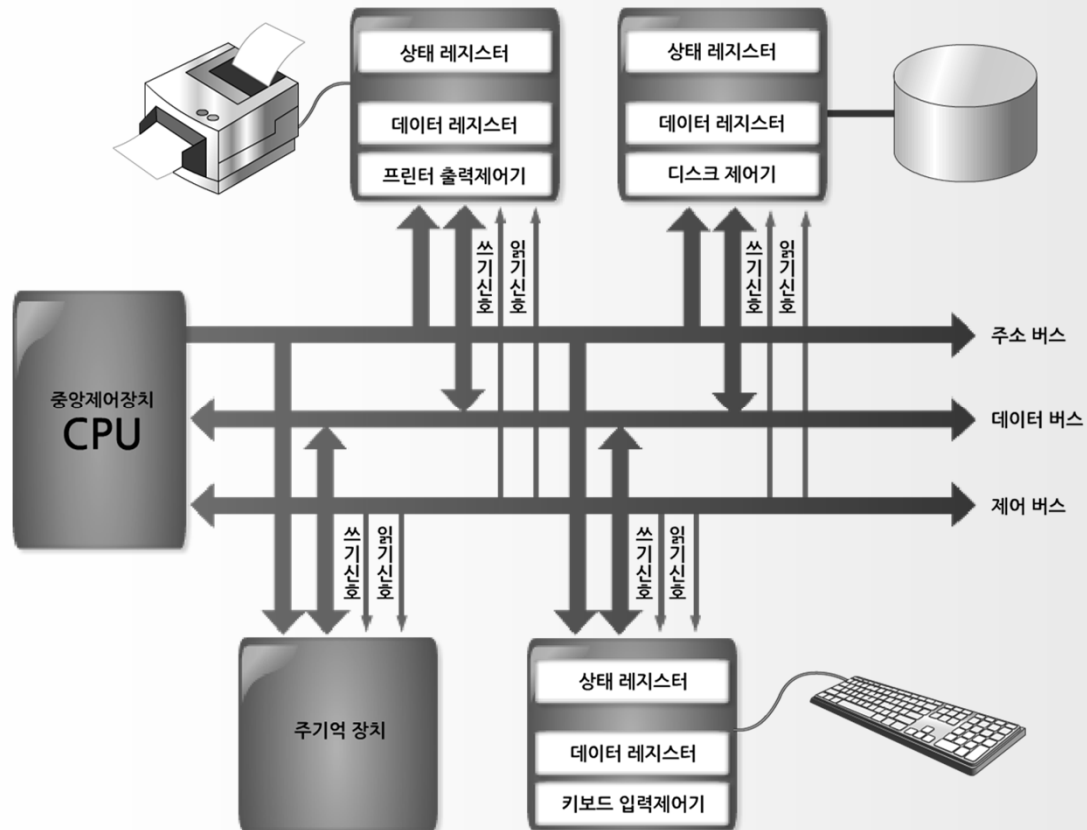 상태 레지스터
데이터 레지스터
프린터 출력제어기
상태 레지스터
데이터 레지스터
디스크 제어기
쓰기신호
읽기신호
쓰기신호
읽기신호
중앙제어장치
CPU
주소 버스
데이터 버스
제어 버스
쓰기신호
읽기신호
쓰기신호
읽기신호
주기억 장치
상태 레지스터
데이터 레지스터
키보드 입력제어기